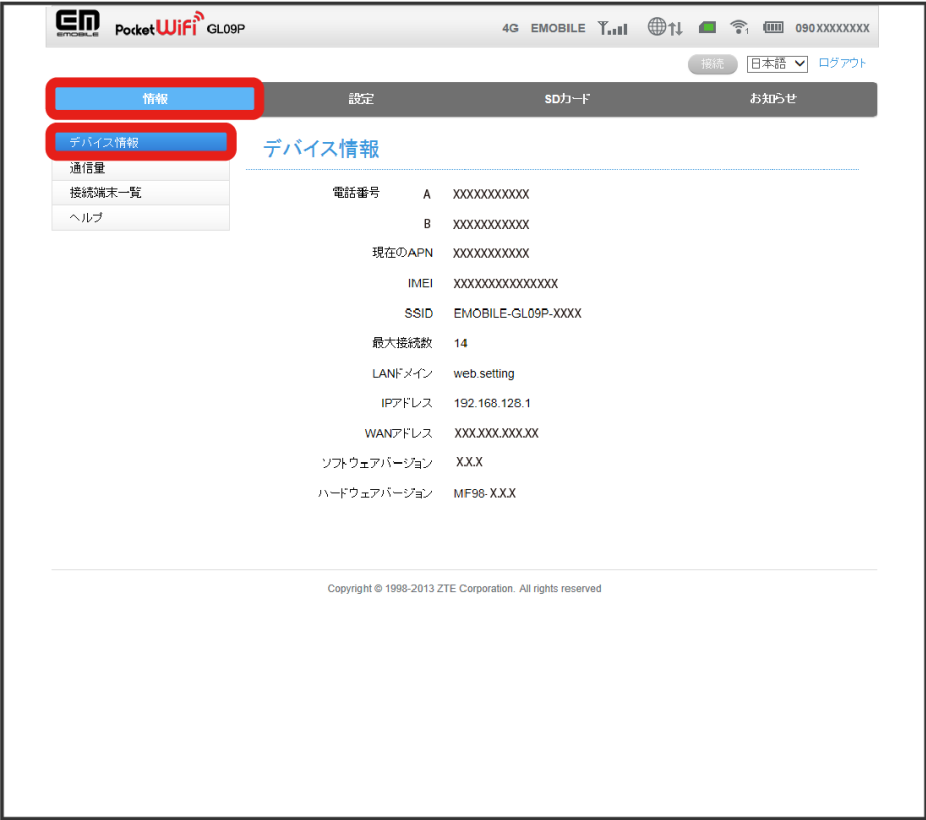 EM EMOBILE Pocket WiFi GL09P 4G EMOBILE 1 090XXXXXXXX
接続 日本語 ログアウト
情報 設定 SDカード お知らせ
デバイス情報
通信量
接続端末一覧
ヘルプ
デバイス情報
電話番号 A XXXXXXXXXXX
B XXXXXXXXXXX
現在のAPN XXXXXXXXXXX
IMEI XXXXXXXXXXXXXXX
SSID EMOBILE-GL09P-XXXX
最大接続数 14
LANドメイン web.setting
IPアドレス 192.168.128.1
WANアドレス XXX.XXX.XXX.XX
ソフトウェアバージョン X.X.X
ハードウェアバージョン MF98-X.X.X
Copyright © 1998-2013 ZTE Corporation. All rights reserved